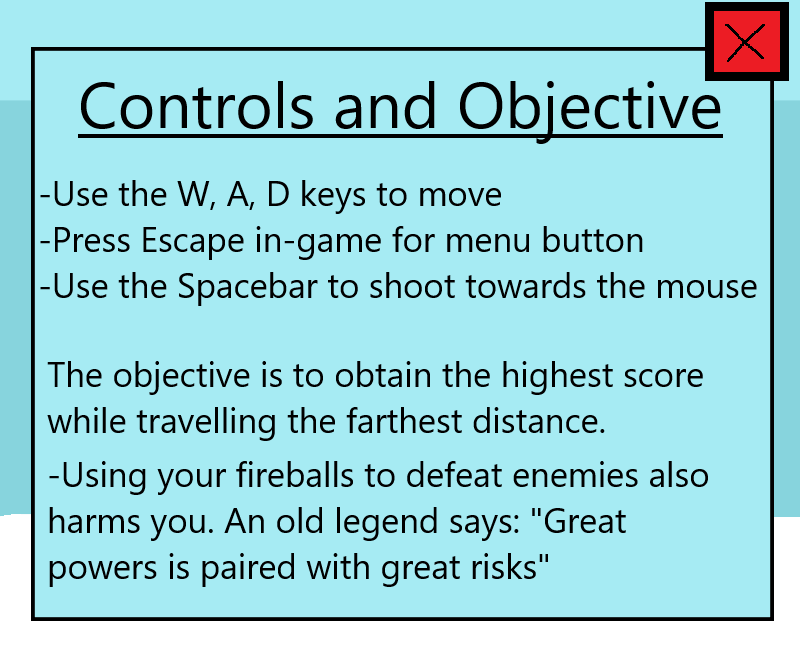 Controls and Objective
-Use the W, A, D keys to move
-Press Escape in-game for menu button
-Use the Spacebar to shoot towards the mouse
The objective is to obtain the highest score
while travelling the farthest distance.
-Using your fireballs to defeat enemies also
harms you. An old legend says: "Great
powers is paired with great risks"